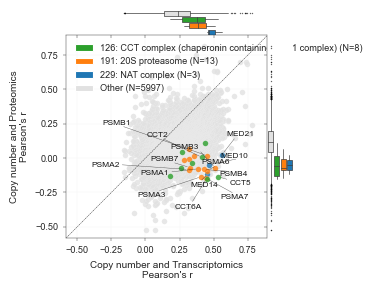 126: CCT complex (chaperonin containin 1 complex) (N=8)
191: 20S proteasome (N=13)
229: NAT complex (N=3)
Other (N=5997)
0.75
0.50
0.25
0.00
−0.25
−0.50
Copy number and Proteomics
Pearson's r
PSMB1
CCT2
MED21
PSMB3
MED10
PSMB7
PSMA6
PSMA2
PSMA1
PSMB4
CCT5
MED14
PSMA3
PSMA7
CCT6A
−0.50
−0.25
0.00
0.25
0.50
0.75
Copy number and Transcriptomics
Pearson's r